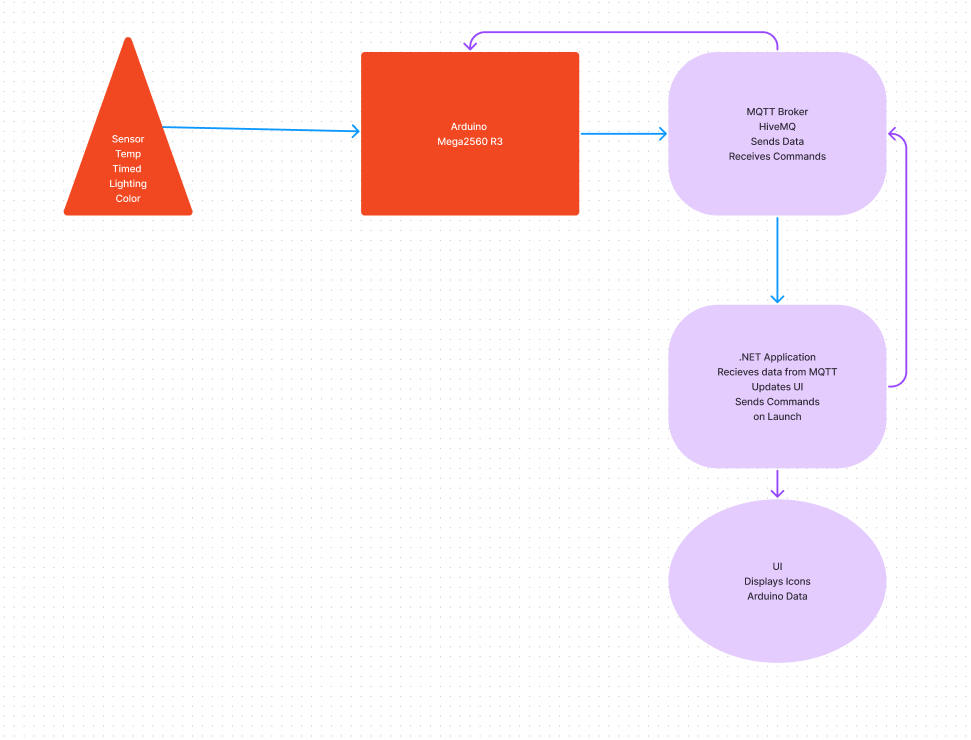 Sensor
Temp
Timed
Lighting
Color
Arduino
Mega2560 R3
MQTT Broker
HiveMQ
Sends Data
Receives Commands
.NET Application
Recieves data from MQTT
Updates UI
Sends Commands
on Launch
UI
Displays Icons
Arduino Data